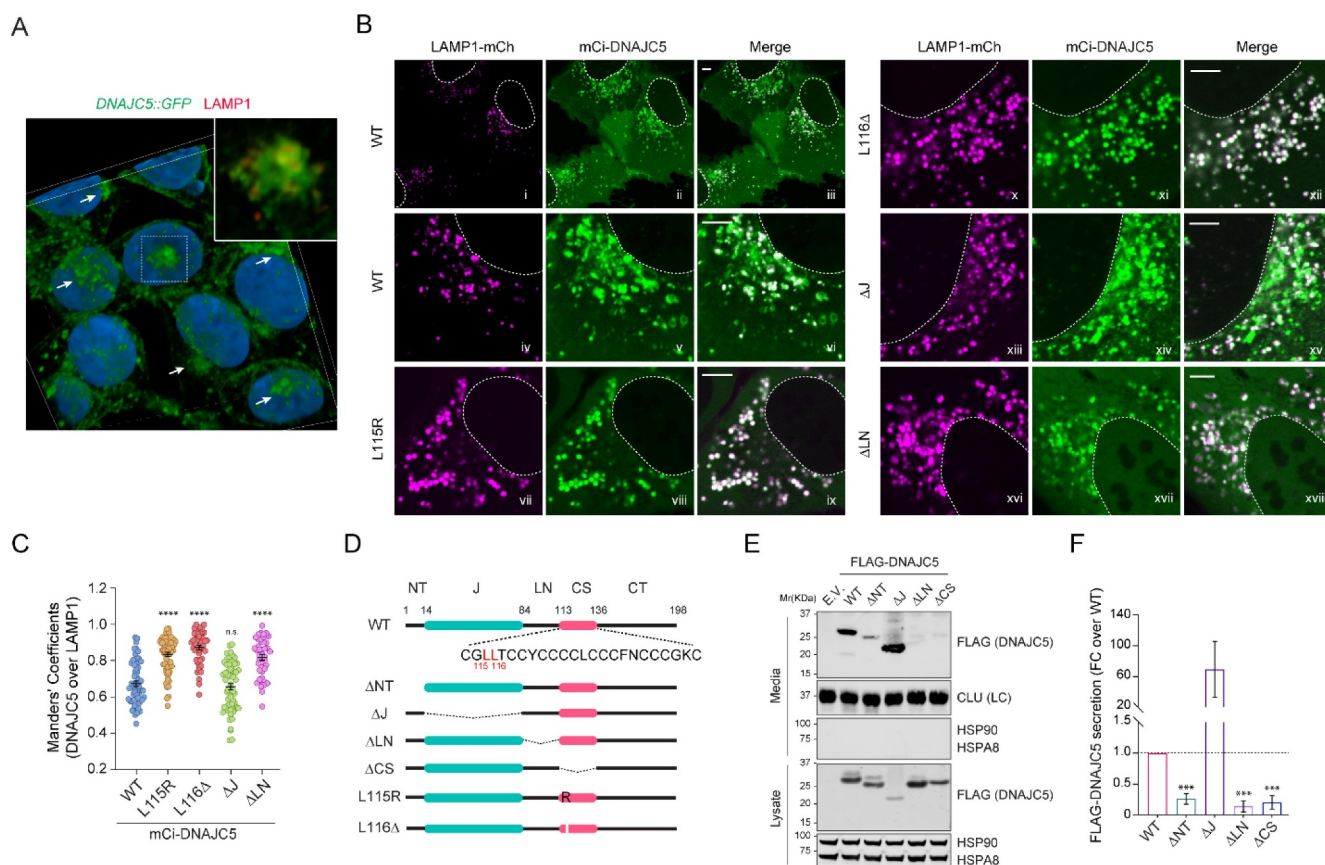 A
DNAJC5::GFP LAMP1
B
LAMP1-mCh mCi-DNAJC5 Merge
LAMP1-mCh mCi-DNAJC5 Merge
WT
i ii iii
L116Δ
x xi xii
WT
iv v vi
ΔJ
xiii xiv xv
L115R
vii viii ix
ΔLN
xvi xvii xviii
C
Manders' Coefficients
(DNAJC5 over LAMP1)
1.2
1.0
0.8
0.6
0.4
0.2
**** **** n.s. ****
WT L115R L116Δ ΔJ ΔLN
mCi-DNAJC5
D
NT J LN CS CT
1 14 84 113 136 198
WT
CGLLTCCYCCCCLCCCFNCCCGKC
115 116
ΔNT
ΔJ
ΔLN
ΔCS
L115R R
L116Δ
E
FLAG-DNAJC5
Mr(KDa) E.V. WT ΔNT ΔJ ΔLN ΔCS
Media
37
25
20
15
FLAG (DNAJC5)
37
CLU (LC)
100
75
HSP90
HSPA8
Lysate
37
25
20
15
FLAG (DNAJC5)
100
75
HSP90
HSPA8
F
FLAG-DNAJC5 secretion (FC over WT)
140
120
100
80
60
40
20
1.5
1.0
0.5
0
*** *** ***
WT ΔNT ΔJ ΔLN ΔCS